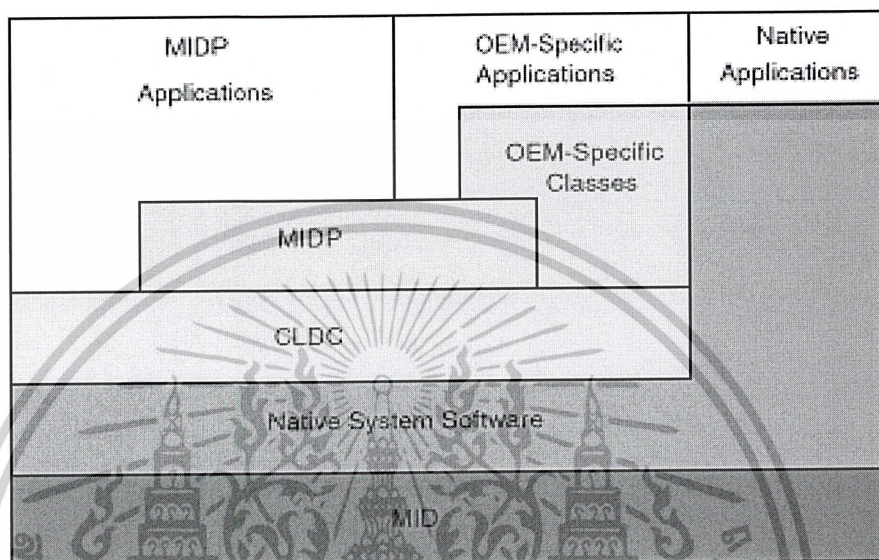 MIDP
Applications
OEM-Specific
Applications
Native
Applications
OEM-Specific
Classes
MIDP
CLDC
Native System Software
MID